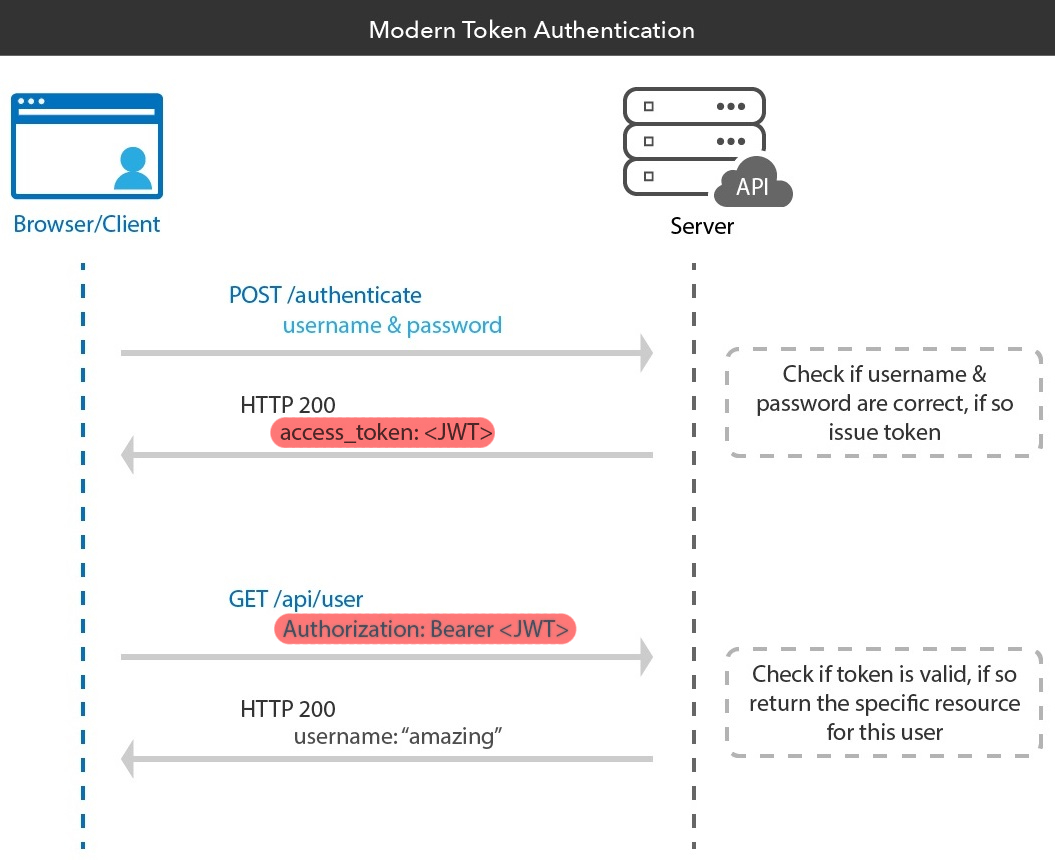 Modern Token Authentication
API
Browser/Client
Server
POST /authenticate
username & password
Check if username &
password are correct, if so
issue token
HTTP 200
access_token: <JWT>
GET /api/user
Authorization: Bearer <JWT>
Check if token is valid, if so
return the specific resource
for this user
HTTP 200
username: “amazing”